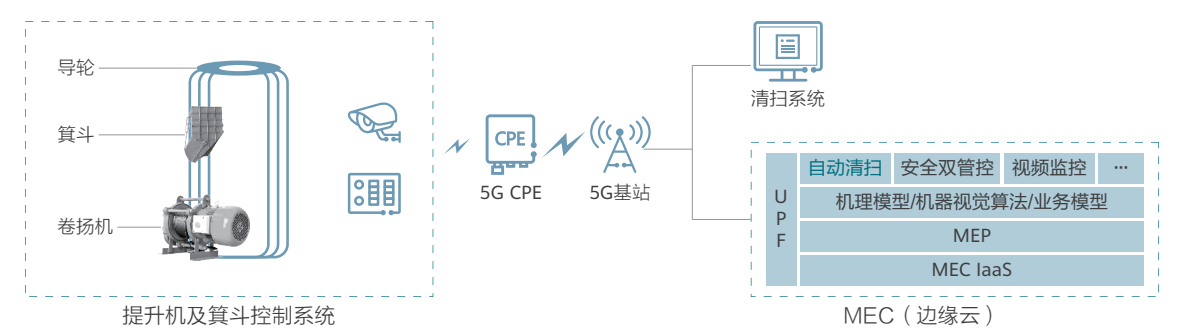 导轮
箕斗
卷扬机
提升机及箕斗控制系统
CPE
5G CPE
5G基站
清扫系统
UPF
自动清扫
安全双管控
视频监控
...
机理模型/机器视觉算法/业务模型
MEP
MEC IaaS
MEC（边缘云）